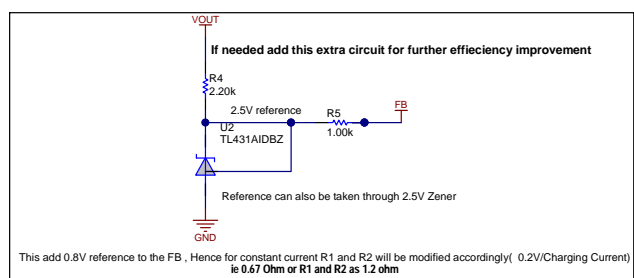 VOUT
If needed add this extra circuit for further effieciency improvement
R4
2.20k
2.5V reference
R5
1.00k
FB
U2
TL431AIDBZ
Reference can also be taken through 2.5V Zener
GND
This add 0.8V reference to the FB , Hence for constant current R1 and R2 will be modified accordingly( 0.2V/Charging Current)
ie 0.67 Ohm or R1 and R2 as 1.2 ohm